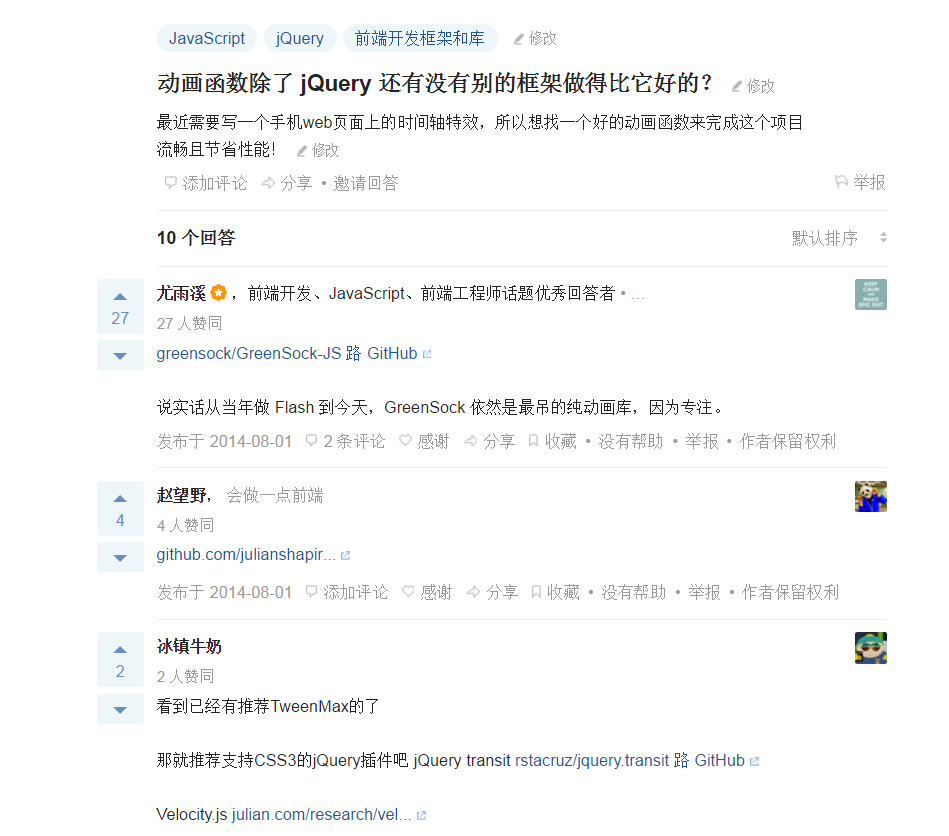 JavaScript jQuery 前端开发框架和库 修改
动画函数除了 jQuery 还有没有别的框架做得比它好的? 修改
最近需要写一个手机web页面上的时间轴特效，所以想找一个好的动画函数来完成这个项目
流畅且节省性能! 修改
添加评论 分享 • 邀请回答 举报
10 个回答 默认排序
尤雨溪 ，前端开发、JavaScript、前端工程师话题优秀回答者 • ...
27
27 人赞同
greensock/GreenSock-JS 路 GitHub
说实话从当年做 Flash 到今天，GreenSock 依然是最吊的纯动画库，因为专注。
发布于 2014-08-01 2 条评论 感谢 分享 收藏 • 没有帮助 • 举报 • 作者保留权利
赵望野， 会做一点前端
4
4 人赞同
github.com/julianshapir...
发布于 2014-08-01 添加评论 感谢 分享 收藏 • 没有帮助 • 举报 • 作者保留权利
冰镇牛奶
2
2 人赞同
看到已经有推荐TweenMax的了
那就推荐支持CSS3的jQuery插件吧 jQuery transit rstacruz/jquery.transit 路 GitHub
Velocity.js julian.com/research/vel...
KEEP
CALM
AND
MAKE
EPIC SHIT